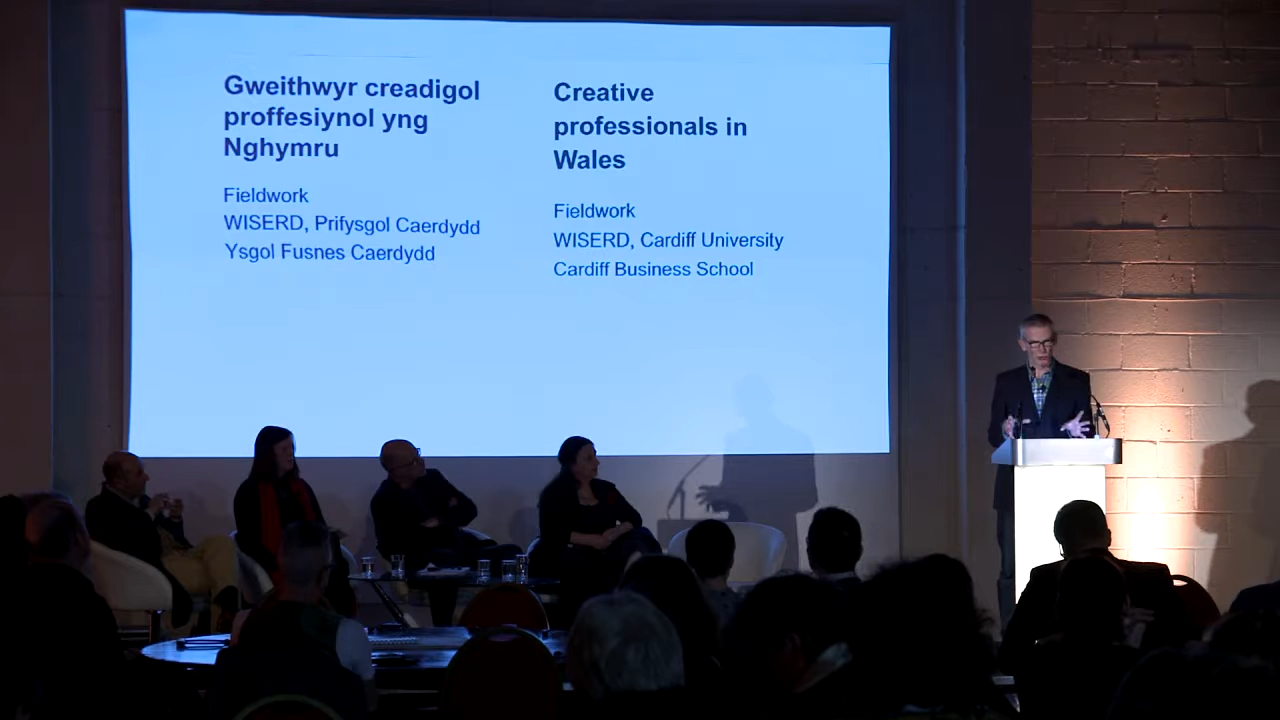 Gweithwyr creadigol
proffesiynol yng
Nghymru
Fieldwork
WISERD, Prifysgol Caerdydd
Ysgol Fusnes Caerdydd
Creative
professionals in
Wales
Fieldwork
WISERD, Cardiff University
Cardiff Business School